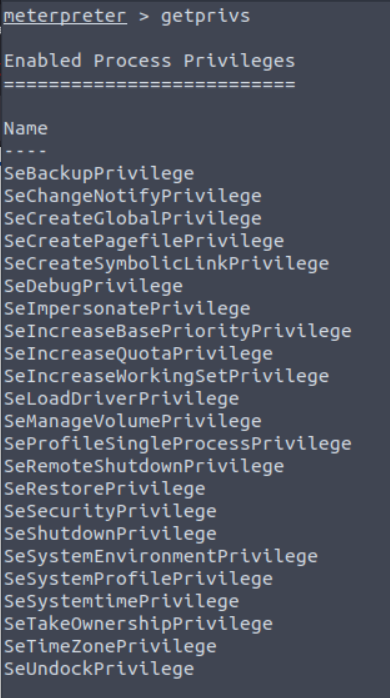 meterpreter > getprivs
Enabled Process Privileges
==========================
Name
----
SeBackupPrivilege
SeChangeNotifyPrivilege
SeCreateGlobalPrivilege
SeCreatePagefilePrivilege
SeCreateSymbolicLinkPrivilege
SeDebugPrivilege
SeImpersonatePrivilege
SeIncreaseBasePriorityPrivilege
SeIncreaseQuotaPrivilege
SeIncreaseWorkingSetPrivilege
SeLoadDriverPrivilege
SeManageVolumePrivilege
SeProfileSingleProcessPrivilege
SeRemoteShutdownPrivilege
SeRestorePrivilege
SeSecurityPrivilege
SeShutdownPrivilege
SeSystemEnvironmentPrivilege
SeSystemProfilePrivilege
SeSystemtimePrivilege
SeTakeOwnershipPrivilege
SeTimeZonePrivilege
SeUndockPrivilege